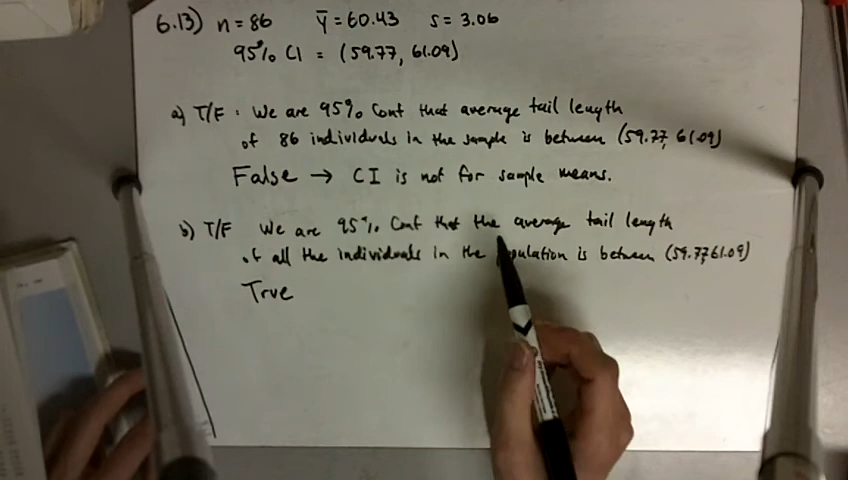 6.13) n = 86 ȳ = 60.43 s = 3.06
95% CI = (59.77, 61.09)
a) T/F : We are 95% Conf that average tail length
of 86 individuals in the sample is between (59.77, 61.09)
False → CI is not for sample means.
b) T/F We are 95% Conf that the average tail length
of all the individuals in the is between (59.77,61.09)
True